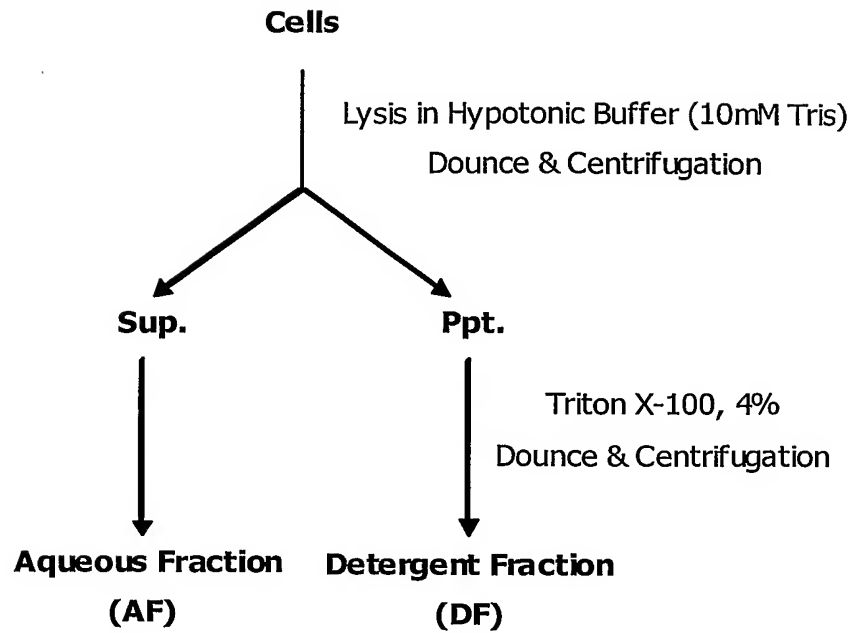 Cells
Lysis in Hypotonic Buffer (10mM Tris)
Dounce & Centrifugation
Sup.
Ppt.
Triton X-100, 4%
Dounce & Centrifugation
Aqueous Fraction
(AF)
Detergent Fraction
(DF)